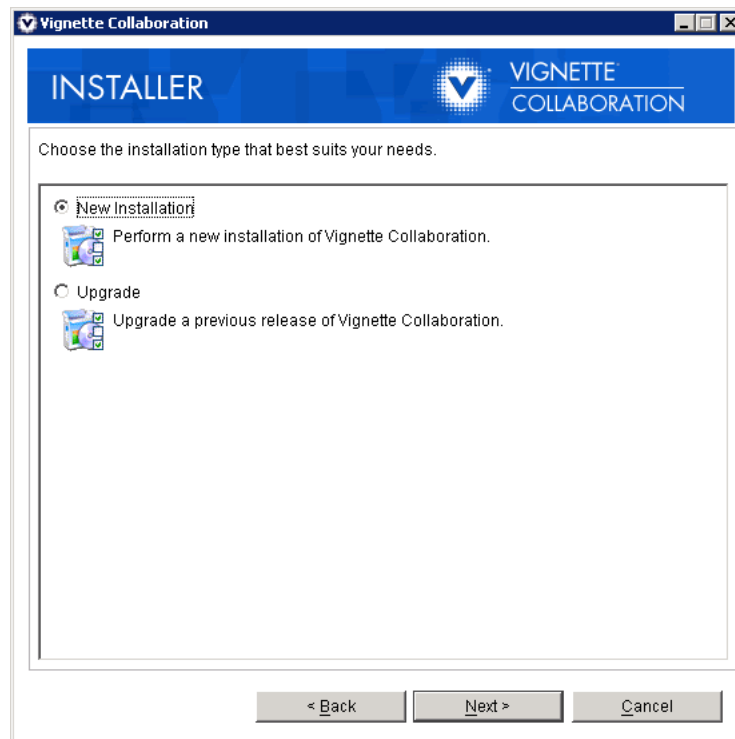 Vignette Collaboration
INSTALLER
VIGNETTE
COLLABORATION
Choose the installation type that best suits your needs.
New Installation
Perform a new installation of Vignette Collaboration.
Upgrade
Upgrade a previous release of Vignette Collaboration.
< Back
Next >
Cancel